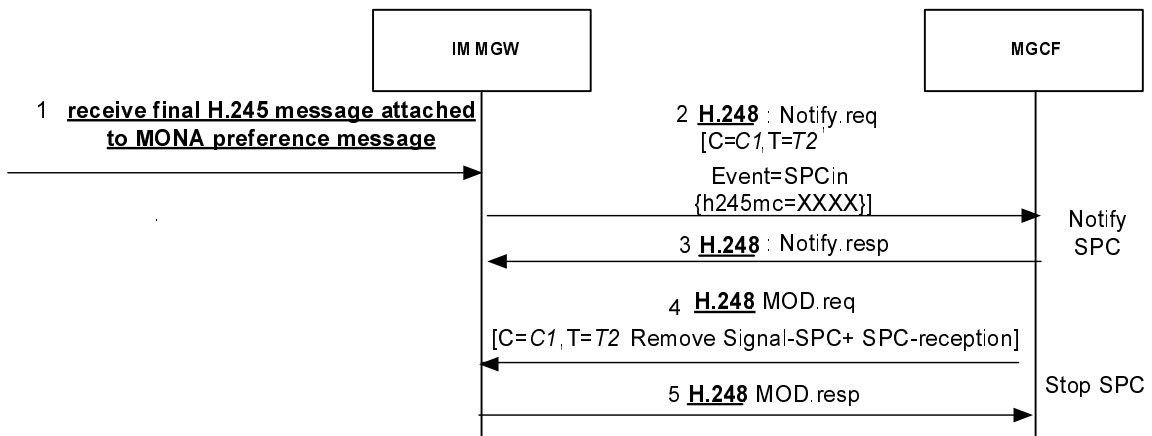 IM MGW
MGCF
1 receive final H.245 message attached
to MONA preference message
2 H.248 : Notify.req
[C=C1,T=T2 ,
Event=SPCin
{h245mc=XXXX}]
Notify
SPC
3 H.248 : Notify.resp
4 H.248 MOD.req
[C=C1,T=T2 Remove Signal-SPC+ SPC-reception]
Stop SPC
5 H.248 MOD.resp